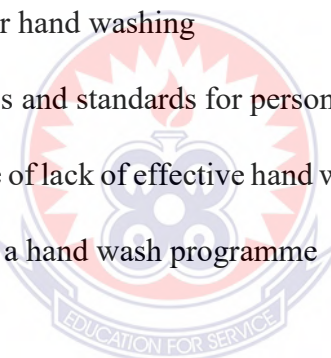 r hand washing
s and standards for person
e of lack of effective hand w
a hand wash programme
EDUCATION FOR SERVICE